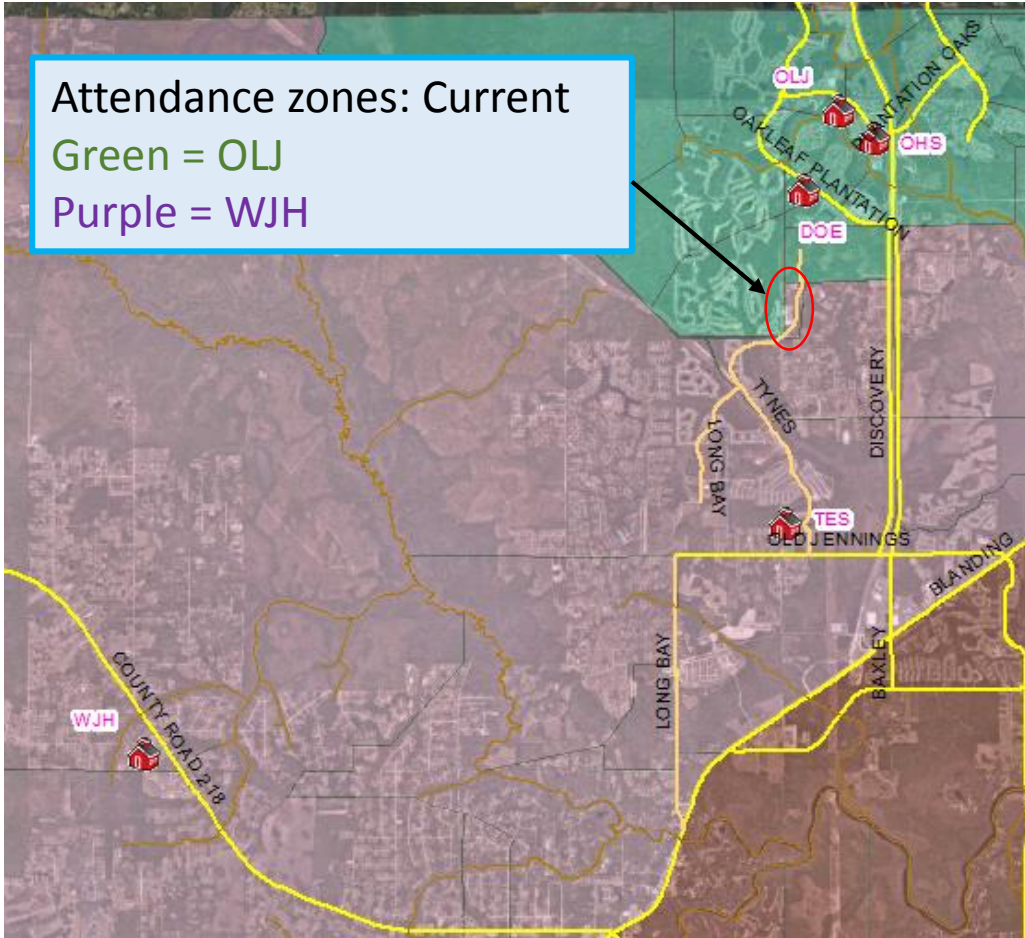 Attendance zones: Current
Green = OLJ
Purple = WJH
OLJ
PLANTATION OAKS
OHS
OAKLEAF PLANTATION
DOE
DISCOVERY
TYNES
LONG BAY
TES
OLD JENNINGS
BLANDING
LONG BAY
BAXLEY
COUNTY ROAD 218
WJH